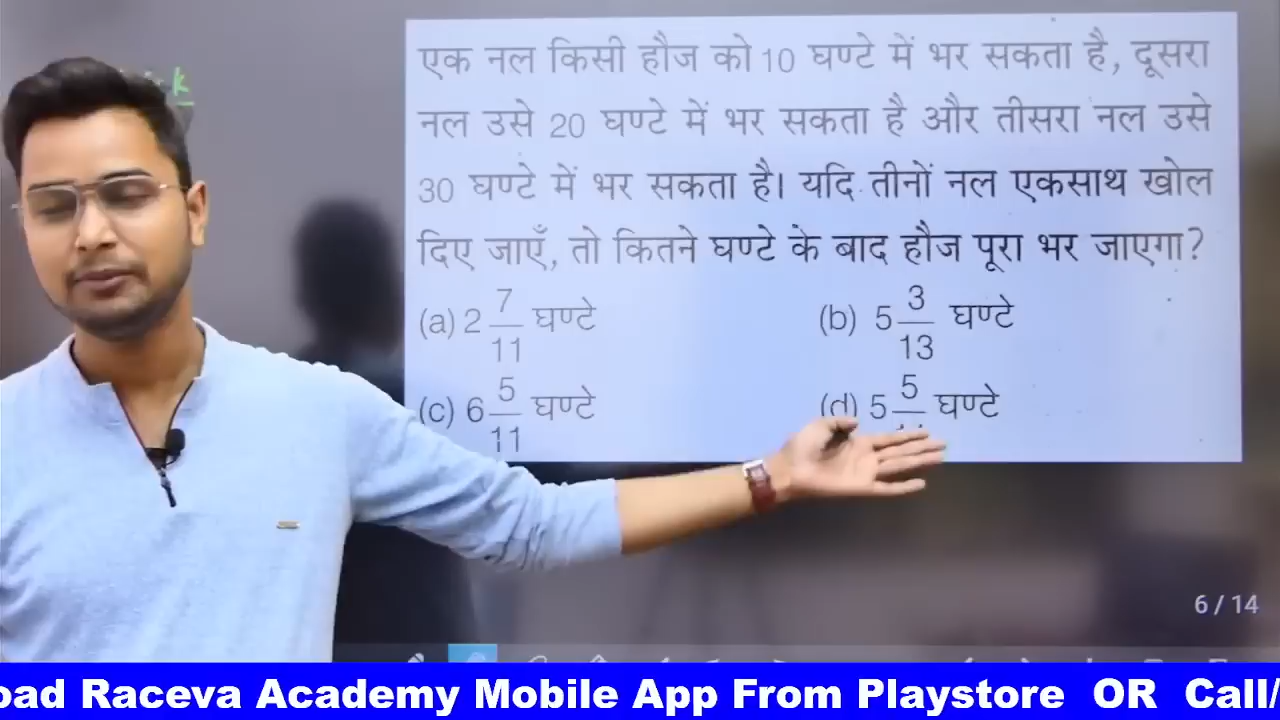 एक नल किसी हौज को 10 घण्टे में भर सकता है, दूसरा
नल उसे 20 घण्टे में भर सकता है और तीसरा नल उसे
30 घण्टे में भर सकता है। यदि तीनों नल एकसाथ खोल
दिए जाएँ, तो कितने घण्टे के बाद हौज पूरा भर जाएगा?
(a) 2 7/11 घण्टे (b) 5 3/13 घण्टे
(c) 6 5/11 घण्टे (d) 5 5/ घण्टे
6 / 14
oad Raceva Academy Mobile App From Playstore OR Call/